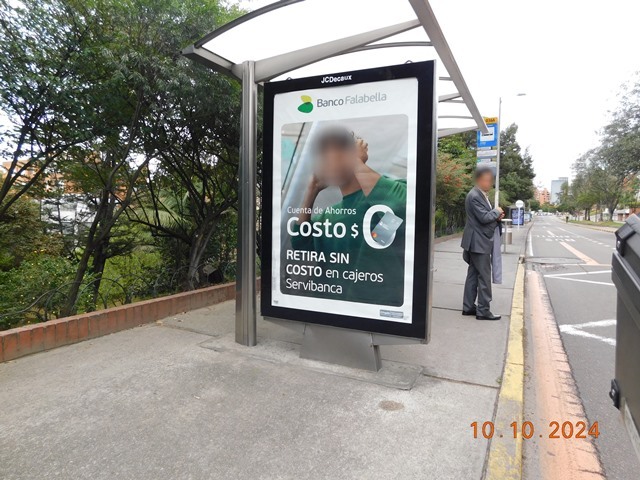 JCDecaux
Banco Falabella
Cuenta de Ahorros
Costo $0
RETIRA SIN
COSTO en cajeros
Servibanca
10.10.2024